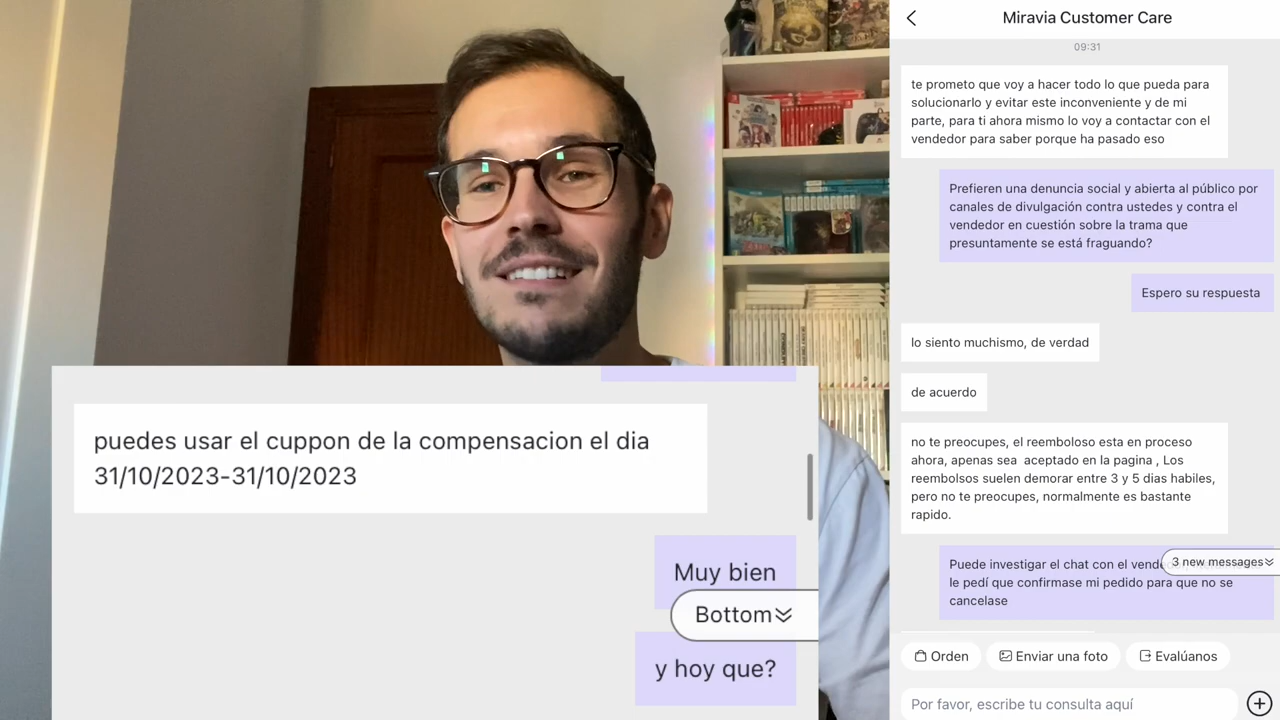 puedes usar el cuppon de la compensacion el dia
31/10/2023-31/10/2023
Muy bien
Bottom
y hoy que?
Miravia Customer Care
09:31
te prometo que voy a hacer todo lo que pueda para
solucionarlo y evitar este inconveniente y de mi
parte, para ti ahora mismo lo voy a contactar con el
vendedor para saber porque ha pasado eso
Prefieren una denuncia social y abierta al público por
canales de divulgación contra ustedes y contra el
vendedor en cuestión sobre la trama que
presuntamente se está fraguando?
Espero su respuesta
lo siento muchismo, de verdad
de acuerdo
no te preocupes, el reemboloso esta en proceso
ahora, apenas sea aceptado en la pagina , Los
reembolsos suelen demorar entre 3 y 5 dias habiles,
pero no te preocupes, normalmente es bastante
rapido.
Puede investigar el chat con el
3 new messages
le pedí que confirmase mi pedido para que no se
cancelase
Orden
Enviar una foto
Evalúanos
Por favor, escribe tu consulta aquí